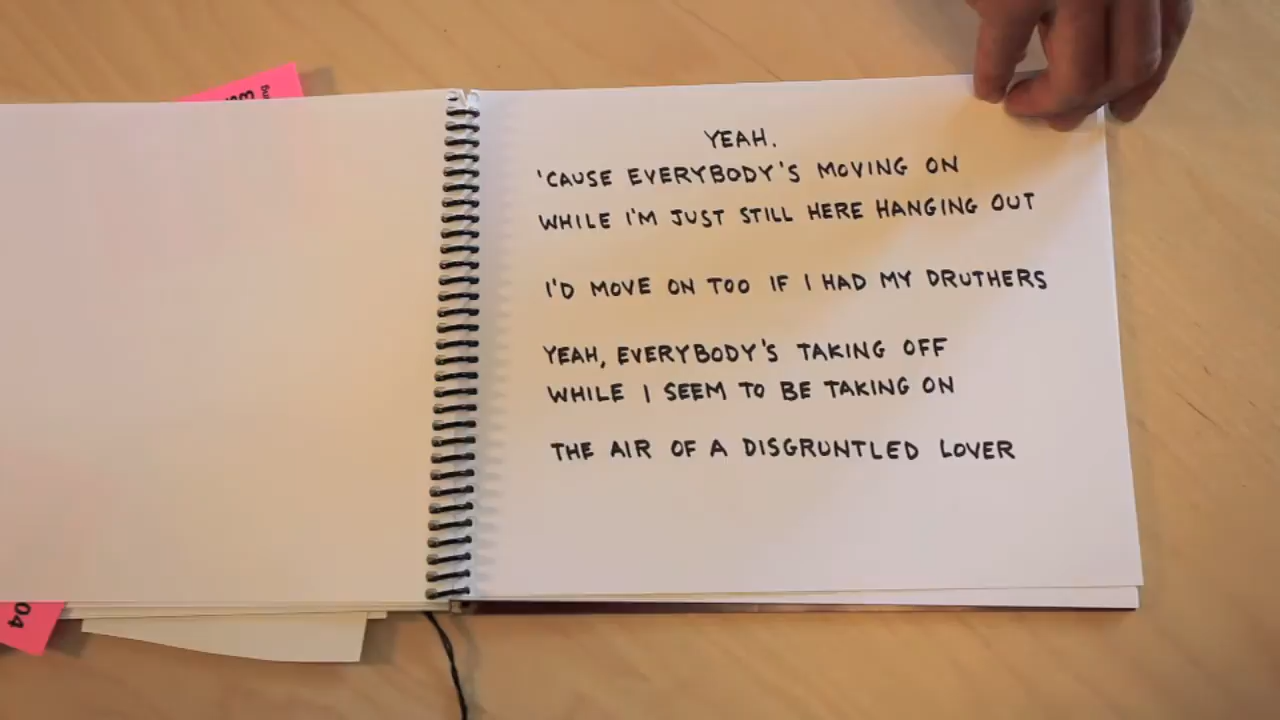 YEAH.
'CAUSE EVERYBODY'S MOVING ON
WHILE I'M JUST STILL HERE HANGING OUT
I'D MOVE ON TOO IF I HAD MY DRUTHERS
YEAH, EVERYBODY'S TAKING OFF
WHILE I SEEM TO BE TAKING ON
THE AIR OF A DISGRUNTLED LOVER
04